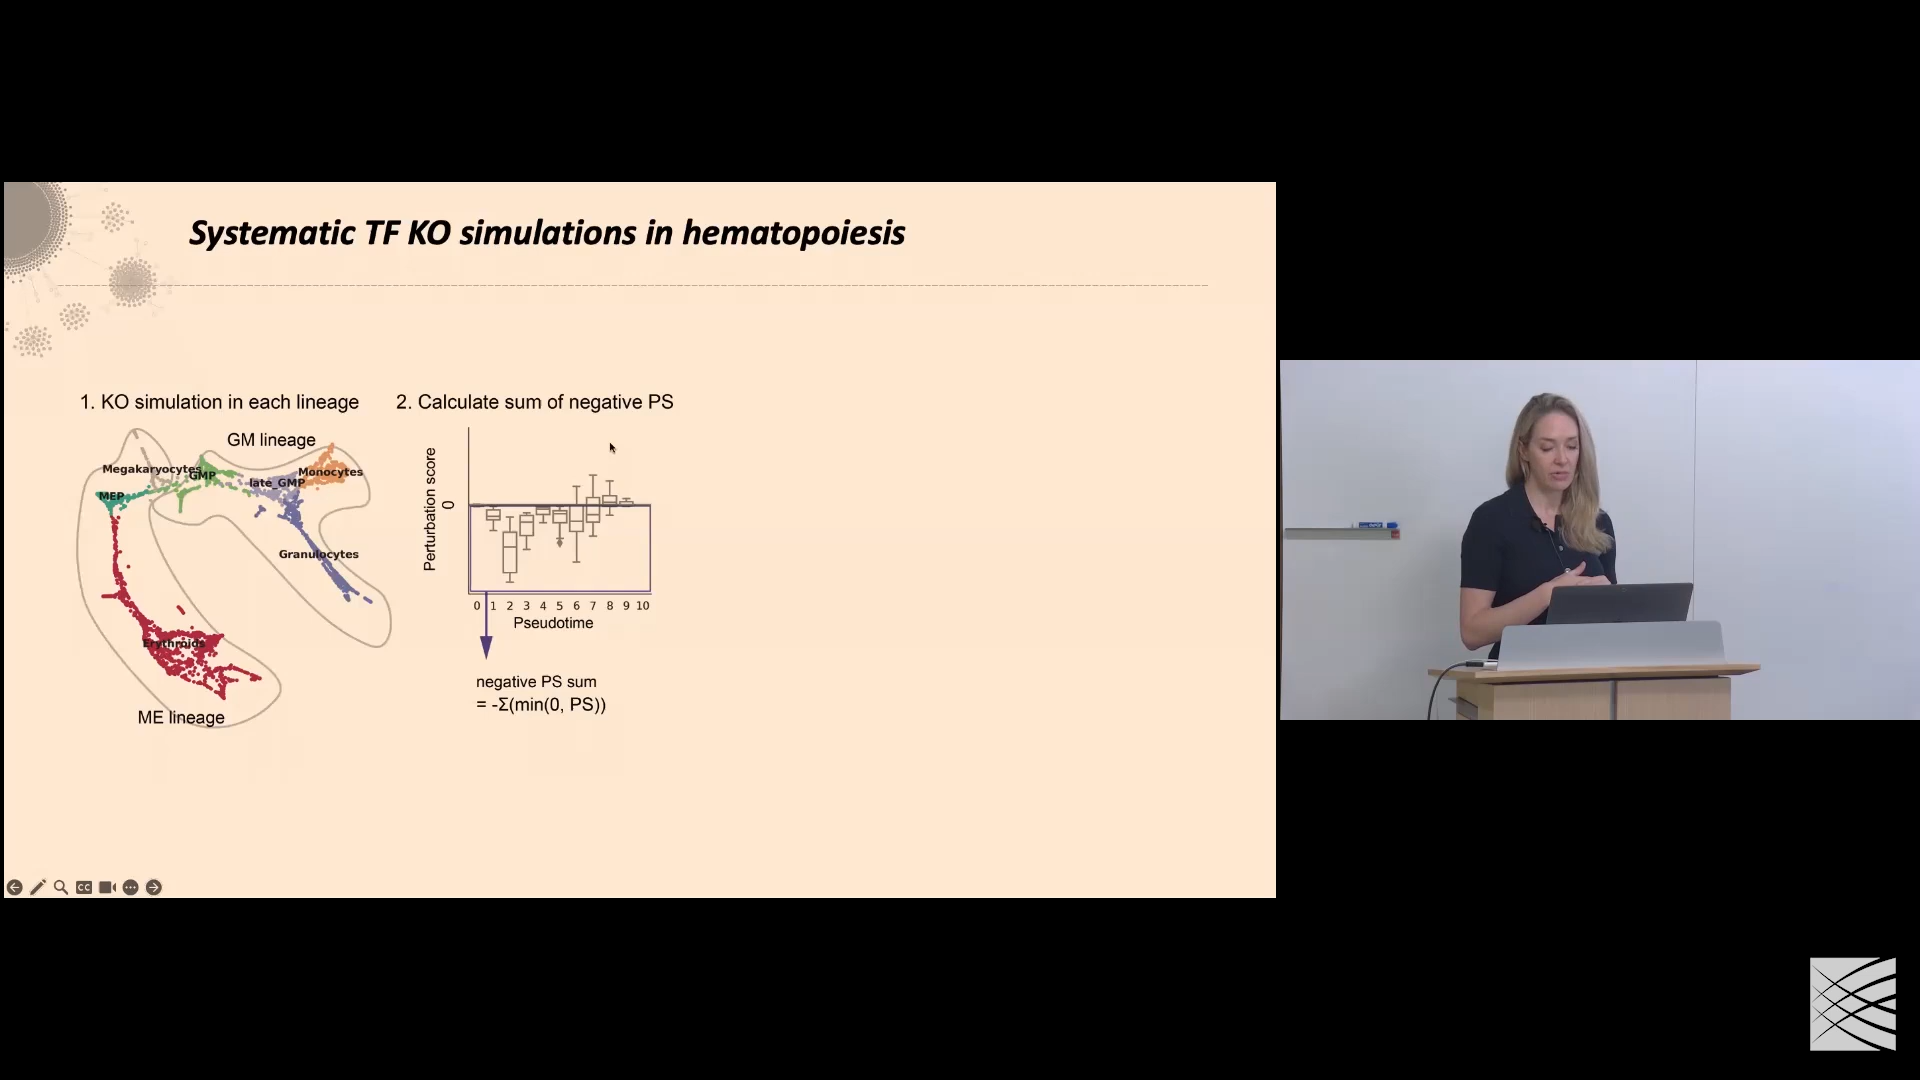 Systematic TF KO simulations in hematopoiesis
1. KO simulation in each lineage
GM lineage
Megakaryocytes
GMP
Monocytes
late_GMP
MEP
Granulocytes
Erythroids
ME lineage
2. Calculate sum of negative PS
Perturbation score
0
0 1 2 3 4 5 6 7 8 9 10
Pseudotime
negative PS sum
= -Σ(min(0, PS))
CC